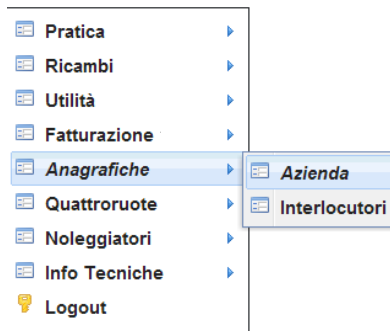 Pratica
Ricambi
Utilità
Fatturazione
Anagrafiche
Azienda
Quattroruote
Interlocutori
Noleggiatori
Info Tecniche
Logout